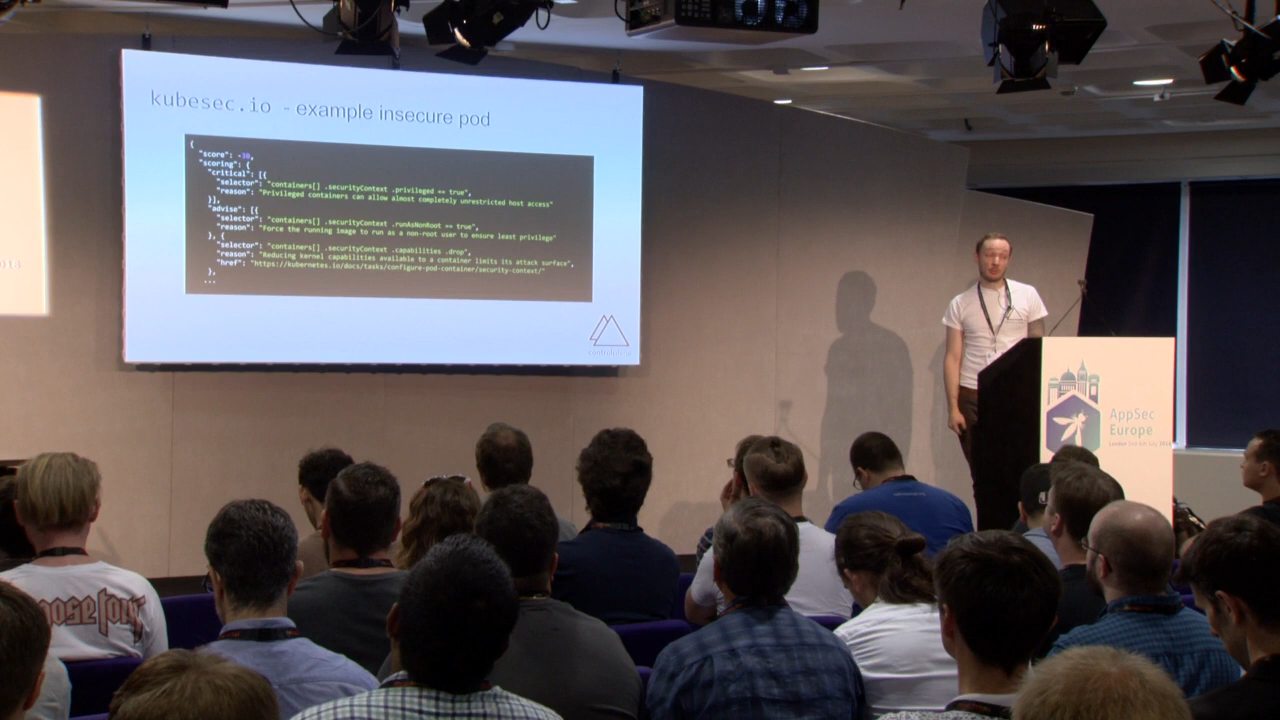 kubesec.io - example insecure pod
{
"score": -30,
"scoring": {
"critical": [{
"selector": "containers[] .securityContext .privileged == true",
"reason": "Privileged containers can allow almost completely unrestricted host access"
}],
"advise": [{
"selector": "containers[] .securityContext .runAsNonRoot == true",
"reason": "Force the running image to run as a non-root user to ensure least privilege"
}, {
"selector": "containers[] .securityContext .capabilities .drop",
"reason": "Reducing kernel capabilities available to a container limits its attack surface",
"href": "https://kubernetes.io/docs/tasks/configure-pod-container/security-context/"
},
...
controlplane
2018
AppSec
Europe
London